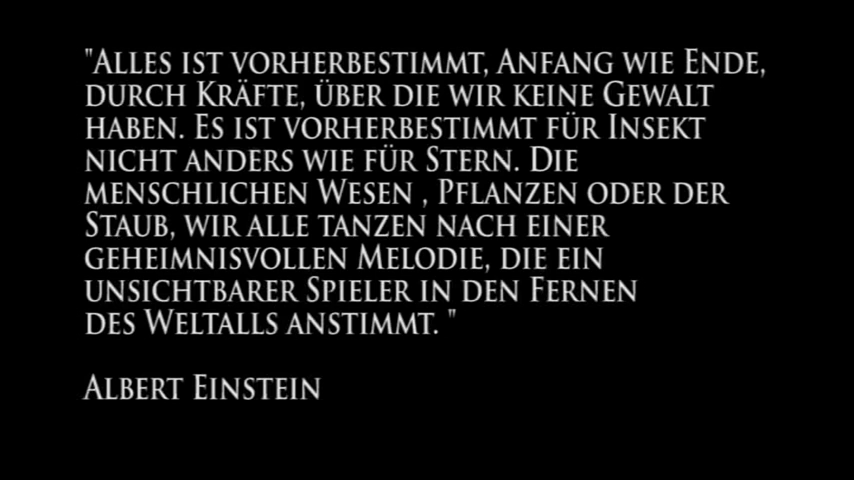 "Alles ist vorherbestimmt, Anfang wie Ende,
durch Kräfte, über die wir keine Gewalt
haben. Es ist vorherbestimmt für Insekt
nicht anders wie für Stern. Die
menschlichen Wesen , Pflanzen oder der
Staub, wir alle tanzen nach einer
geheimnisvollen Melodie, die ein
unsichtbarer Spieler in den Fernen
des Weltalls anstimmt. "
Albert Einstein